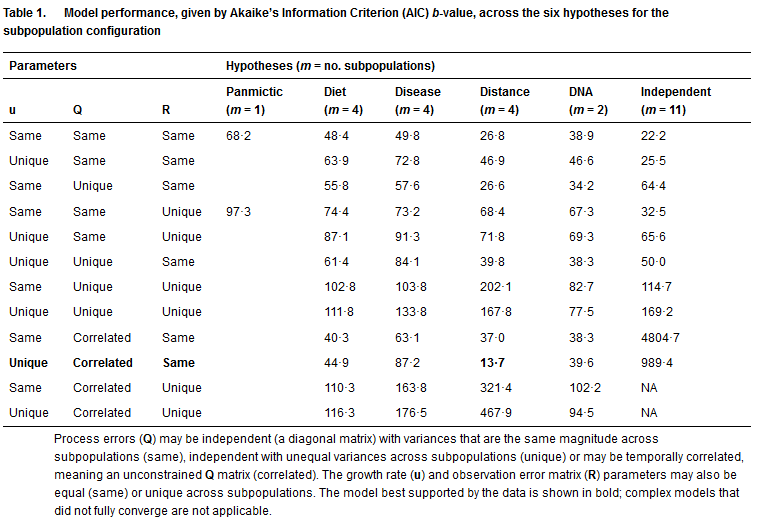 Table 1. Model performance, given by Akaike's Information Criterion (AIC) b-value, across the six hypotheses for the
subpopulation configuration
Parameters Hypotheses (m = no. subpopulations)
Panmictic Diet Disease Distance DNA Independent
u Q R (m = 1) (m = 4) (m = 4) (m = 4) (m = 2) (m = 11)
Same Same Same 68·2 48·4 49·8 26·8 38·9 22·2
Unique Same Same 63·9 72·8 46·9 46·6 25·5
Same Unique Same 55·8 57·6 26·6 34·2 64·4
Same Same Unique 97·3 74·4 73·2 68·4 67·3 32·5
Unique Same Unique 87·1 91·3 71·8 69·3 65·6
Unique Unique Same 61·4 84·1 39·8 38·3 50·0
Same Unique Unique 102·8 103·8 202·1 82·7 114·7
Unique Unique Unique 111·8 133·8 167·8 77·5 169·2
Same Correlated Same 40·3 63·1 37·0 38·3 4804·7
Unique Correlated Same 44·9 87·2 13·7 39·6 989·4
Same Correlated Unique 110·3 163·8 321·4 102·2 NA
Unique Correlated Unique 116·3 176·5 467·9 94·5 NA
Process errors (Q) may be independent (a diagonal matrix) with variances that are the same magnitude across
subpopulations (same), independent with unequal variances across subpopulations (unique) or may be temporally correlated,
meaning an unconstrained Q matrix (correlated). The growth rate (u) and observation error matrix (R) parameters may also be
equal (same) or unique across subpopulations. The model best supported by the data is shown in bold; complex models that
did not fully converge are not applicable.